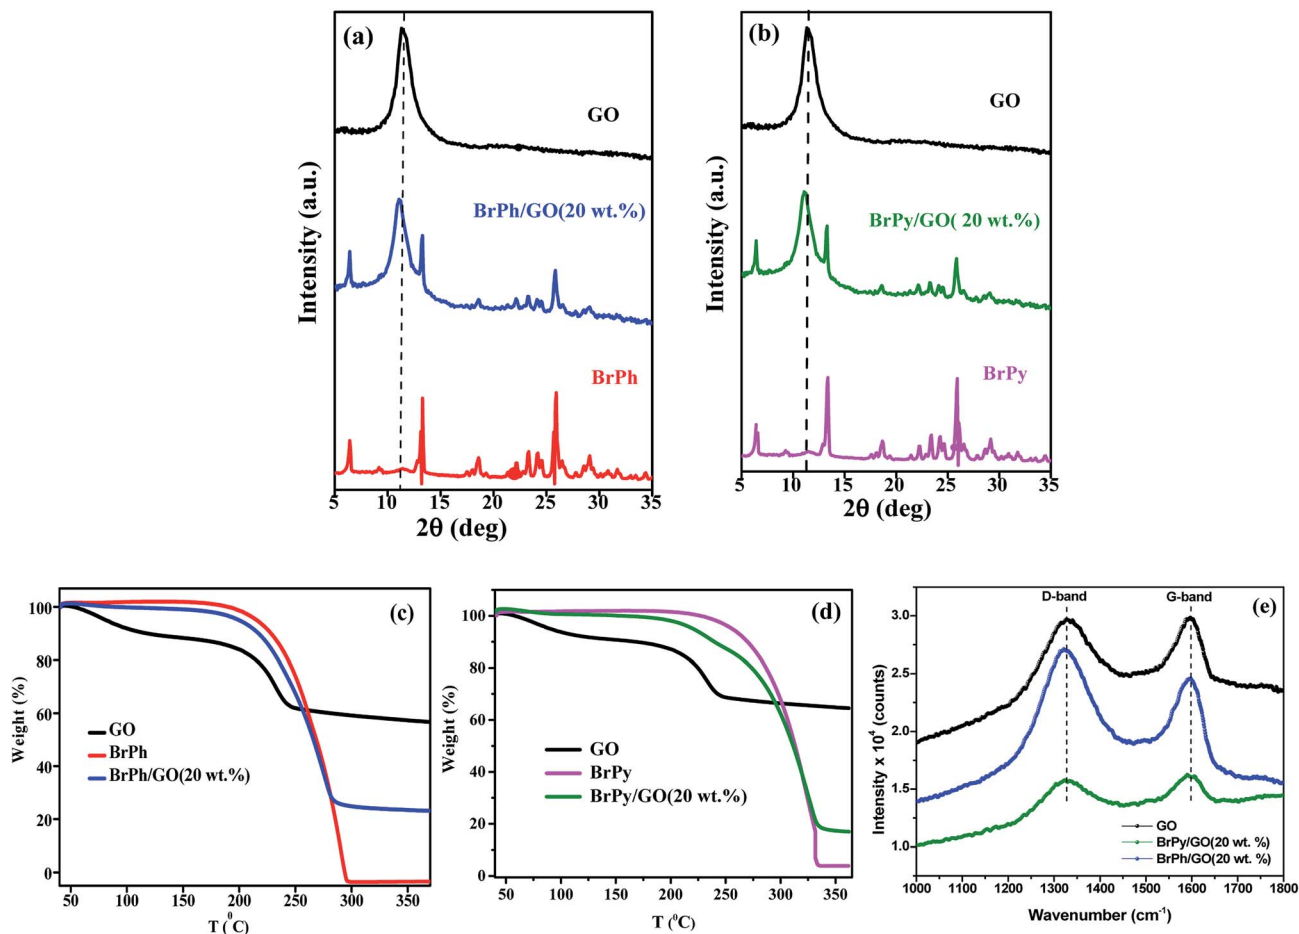 (a)
GO
BrPh/GO(20 wt.%)
BrPh
Intensity (a.u.)
5 10 15 20 25 30 35
2θ (deg)
(b)
GO
BrPy/GO( 20 wt.%)
BrPy
Intensity (a.u.)
5 10 15 20 25 30 35
2θ (deg)
(c)
100
80
60
40
20
0
Weight (%)
GO
BrPh
BrPh/GO(20 wt.%)
50 100 150 200 250 300 350
T (⁰C)
(d)
100
80
60
40
20
0
Weight (%)
GO
BrPy
BrPy/GO(20 wt.%)
50 100 150 200 250 300 350
T (⁰C)
D-band G-band
(e)
3.0
2.5
2.0
1.5
1.0
Intensity x 10⁴ (counts)
GO
BrPy/GO(20 wt. %)
BrPh/GO(20 wt. %)
1000 1100 1200 1300 1400 1500 1600 1700 1800
Wavenumber (cm⁻¹)